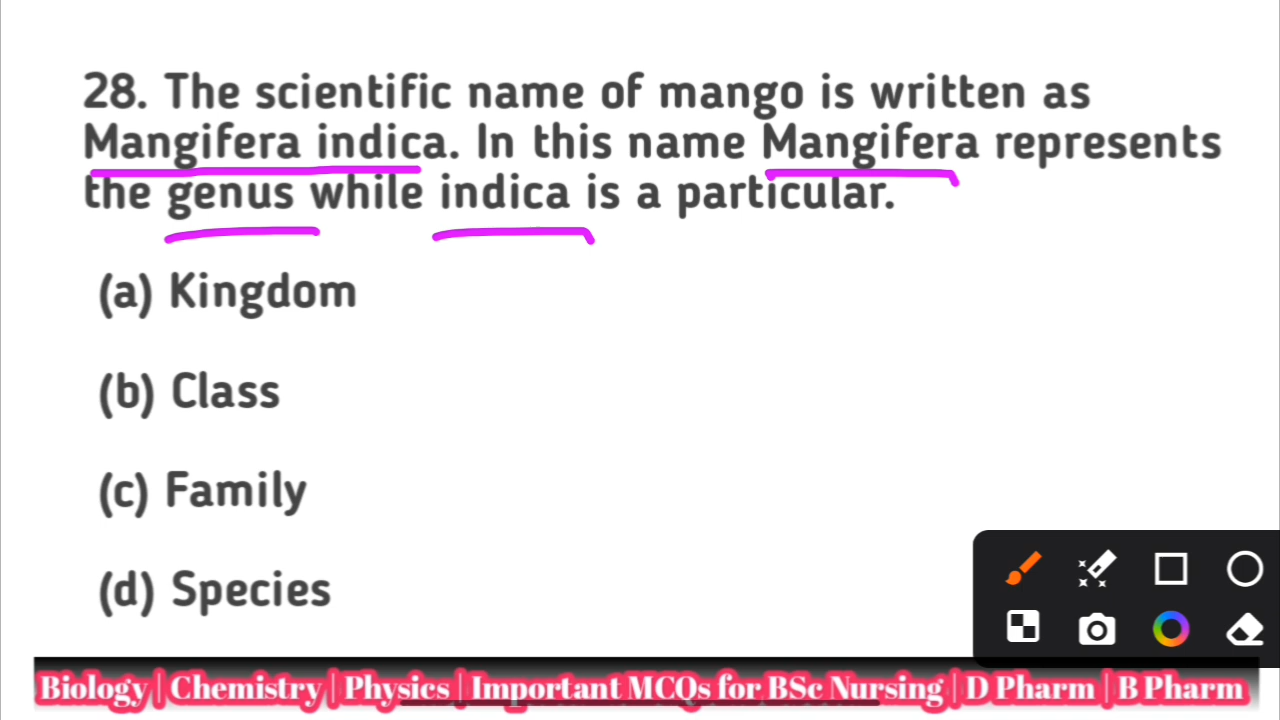 28. The scientific name of mango is written as
Mangifera indica. In this name Mangifera represents
the genus while indica is a particular.
(a) Kingdom
(b) Class
(c) Family
(d) Species
Biology | Chemistry | Physics | Important MCQs for BSc Nursing | D Pharm | B Pharm